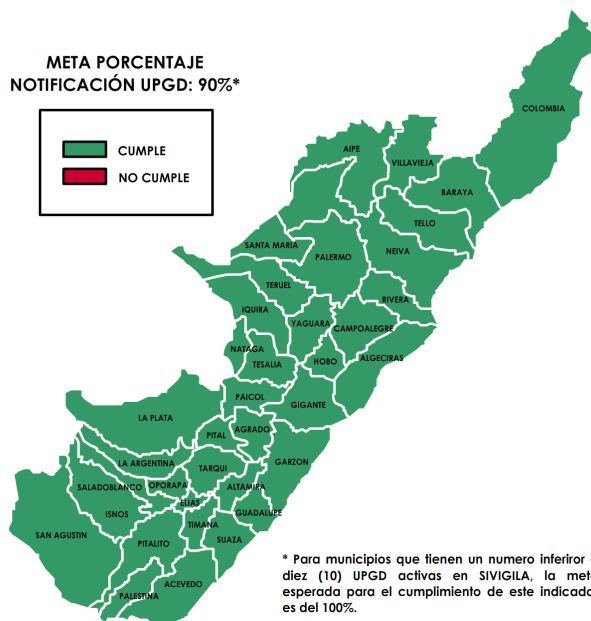 META PORCENTAJE
NOTIFICACIÓN UPGD: 90%*
CUMPLE
NO CUMPLE
COLOMBIA
AIPE
VILLAVIEJA
BARAYA
TELLO
SANTA MARIA
NEIVA
PALERMO
TERUEL
RIVERA
IQUIRA
YAGUARA
CAMPOALEGRE
NATAGA
ALGECIRAS
HOBO
TESALIA
PAICOL
GIGANTE
LA PLATA
AGRADO
PITAL
GARZON
LA ARGENTINA
TARQUI
OPORAPA
SALADOBLANCO
ALTAMIRA
ELIAS
ISNOS
GUADALUPE
TIMANA
SAN AGUSTIN
SUAZA
PITALITO
ACEVEDO
PALESTINA
* Para municipios que tienen un numero inferiror
diez (10) UPGD activas en SIVIGILA, la met
esperada para el cumplimiento de este indicado
es del 100%.